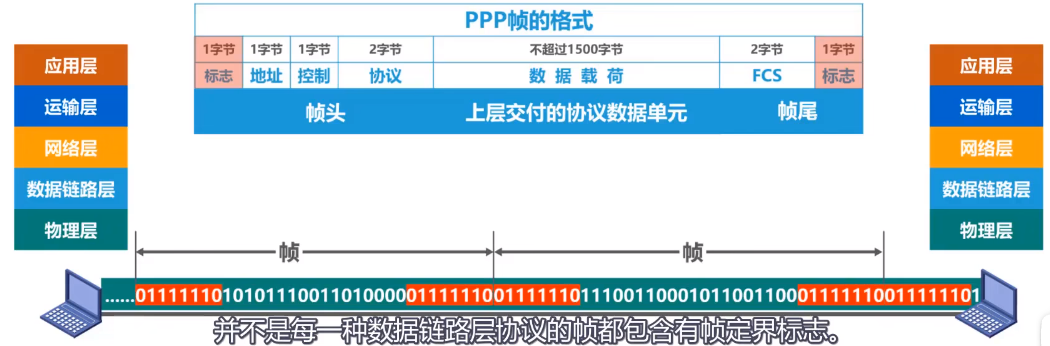 PPP帧的格式
1字节 1字节 1字节 2字节 不超过1500字节 2字节 1字节
标志 地址 控制 协议 数据载荷 FCS 标志
帧头 上层交付的协议数据单元 帧尾
应用层
运输层
网络层
数据链路层
物理层
应用层
运输层
网络层
数据链路层
物理层
帧 帧
......011111101010111001101000001111110011111101110011000101100110001111110011111101
并不是每一种数据链路层协议的帧都包含有帧定界标志。